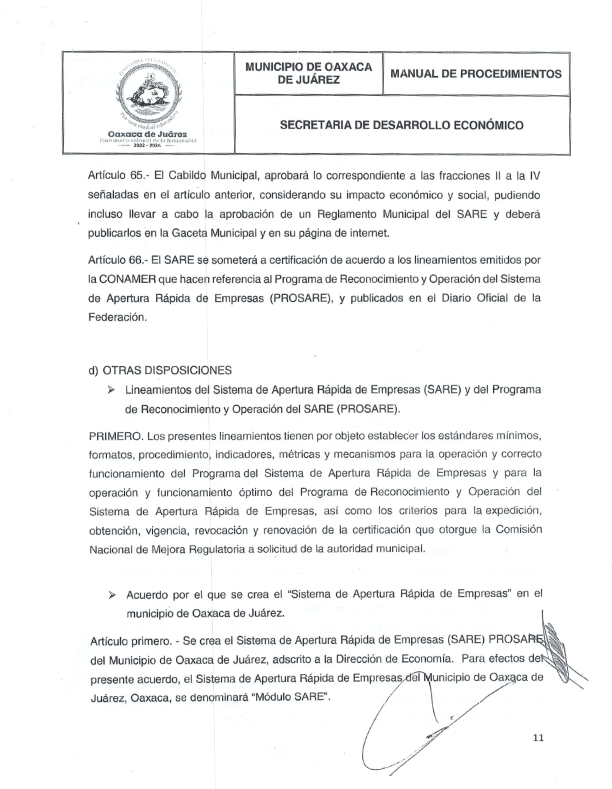 MUNICIPIO DE OAXACA
DE JUÁREZ
MANUAL DE PROCEDIMIENTOS
Oaxaca de Juárez
2022 - 2024
SECRETARIA DE DESARROLLO ECONÓMICO
Artículo 65.- El Cabildo Municipal, aprobará lo correspondiente a las fracciones II a la IV
señaladas en el artículo anterior, considerando su impacto económico y social, pudiendo
incluso llevar a cabo la aprobación de un Reglamento Municipal del SARE y deberá
publicarlos en la Gaceta Municipal y en su página de internet.
Artículo 66.- El SARE se someterá a certificación de acuerdo a los lineamientos emitidos por
la CONAMER que hacen referencia al Programa de Reconocimiento y Operación del Sistema
de Apertura Rápida de Empresas (PROSARE), y publicados en el Diario Oficial de la
Federación.
d) OTRAS DISPOSICIONES
➢ Lineamientos del Sistema de Apertura Rápida de Empresas (SARE) y del Programa
de Reconocimiento y Operación del SARE (PROSARE).
PRIMERO. Los presentes lineamientos tienen por objeto establecer los estándares mínimos,
formatos, procedimiento, indicadores, métricas y mecanismos para la operación y correcto
funcionamiento del Programa del Sistema de Apertura Rápida de Empresas y para la
operación y funcionamiento óptimo del Programa de Reconocimiento y Operación del
Sistema de Apertura Rápida de Empresas, así como los criterios para la expedición,
obtención, vigencia, revocación y renovación de la certificación que otorgue la Comisión
Nacional de Mejora Regulatoria a solicitud de la autoridad municipal.
➢ Acuerdo por el que se crea el "Sistema de Apertura Rápida de Empresas" en el
municipio de Oaxaca de Juárez.
Artículo primero. - Se crea el Sistema de Apertura Rápida de Empresas (SARE) PROSARE
del Municipio de Oaxaca de Juárez, adscrito a la Dirección de Economía. Para efectos del
presente acuerdo, el Sistema de Apertura Rápida de Empresas del Municipio de Oaxaca de
Juárez, Oaxaca, se denominará "Módulo SARE".
11